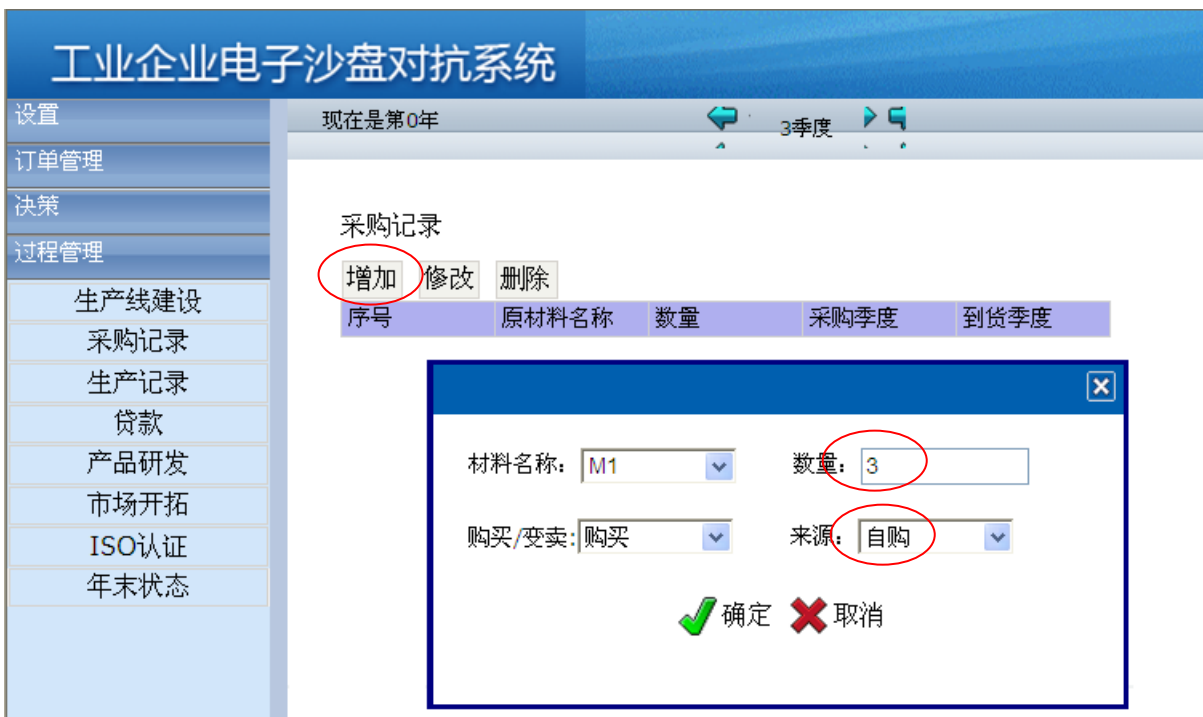 工业企业电子沙盘对抗系统
设置
现在是第0年 3季度
订单管理
决策
采购记录
过程管理
增加 修改 删除
生产线建设
序号 原材料名称 数量 采购季度 到货季度
采购记录
生产记录
贷款
产品研发
材料名称: M1 数量: 3
市场开拓
购买/变卖: 购买 来源: 自购
ISO认证
年末状态
确定 取消